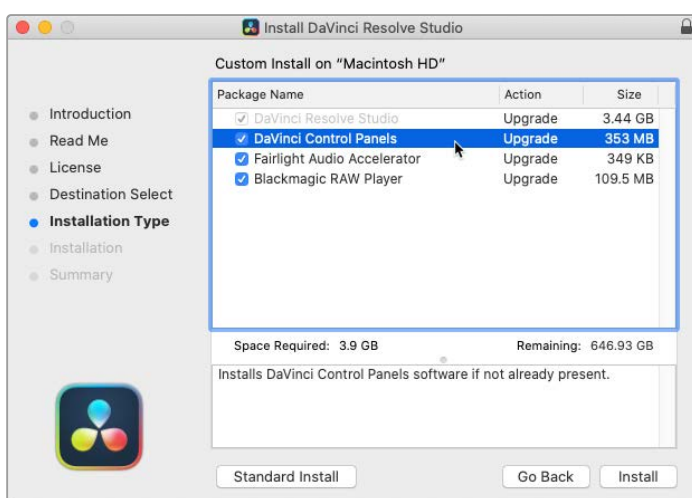 Install DaVinci Resolve Studio
Custom Install on “Macintosh HD”
Introduction
Read Me
License
Destination Select
Installation Type
Installation
Summary
Package Name Action Size
DaVinci Resolve Studio Upgrade 3.44 GB
DaVinci Control Panels Upgrade 353 MB
Fairlight Audio Accelerator Upgrade 349 KB
Blackmagic RAW Player Upgrade 109.5 MB
Space Required: 3.9 GB Remaining: 646.93 GB
Installs DaVinci Control Panels software if not already present.
Standard Install Go Back Install